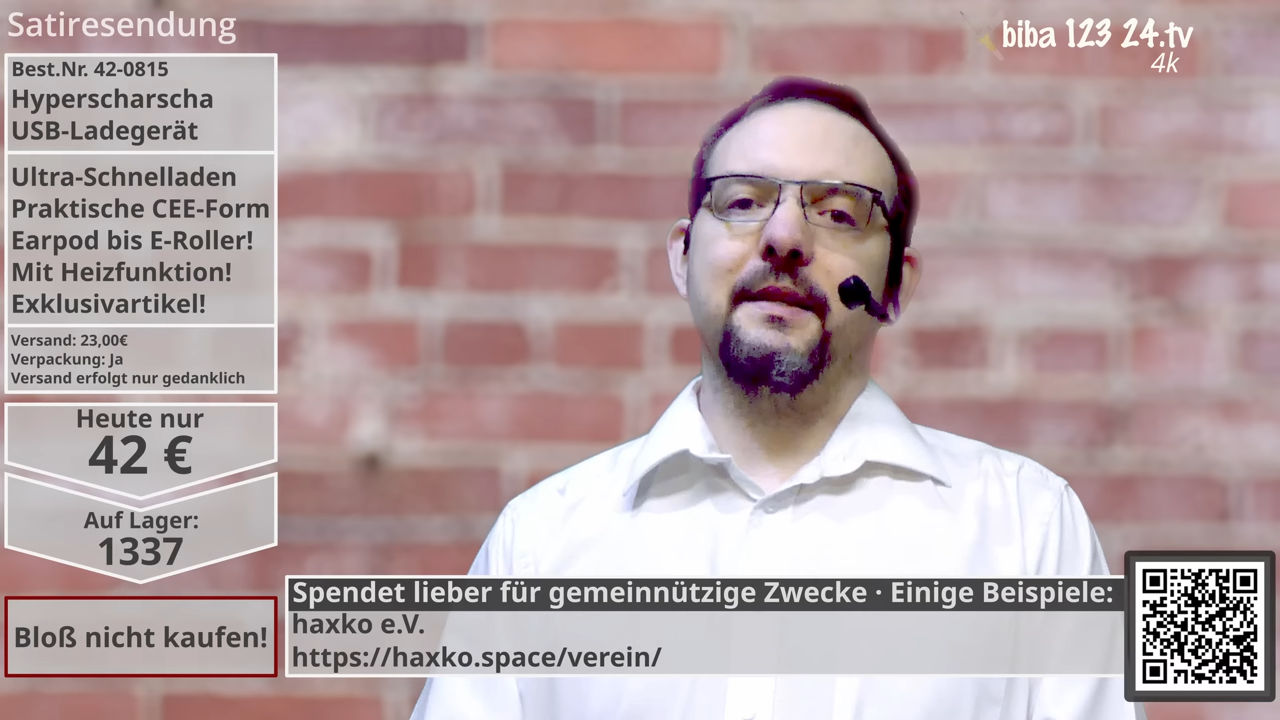 Satiresendung
biba 123 24.tv
4k
Best.Nr. 42-0815
Hyperscharscha
USB-Ladegerät
Ultra-Schnelladen
Praktische CEE-Form
Earpod bis E-Roller!
Mit Heizfunktion!
Exklusivartikel!
Versand: 23,00€
Verpackung: Ja
Versand erfolgt nur gedanklich
Heute nur
42 €
Auf Lager:
1337
Bloß nicht kaufen!
Spendet lieber für gemeinnützige Zwecke · Einige Beispiele:
haxko e.V.
https://haxko.space/verein/